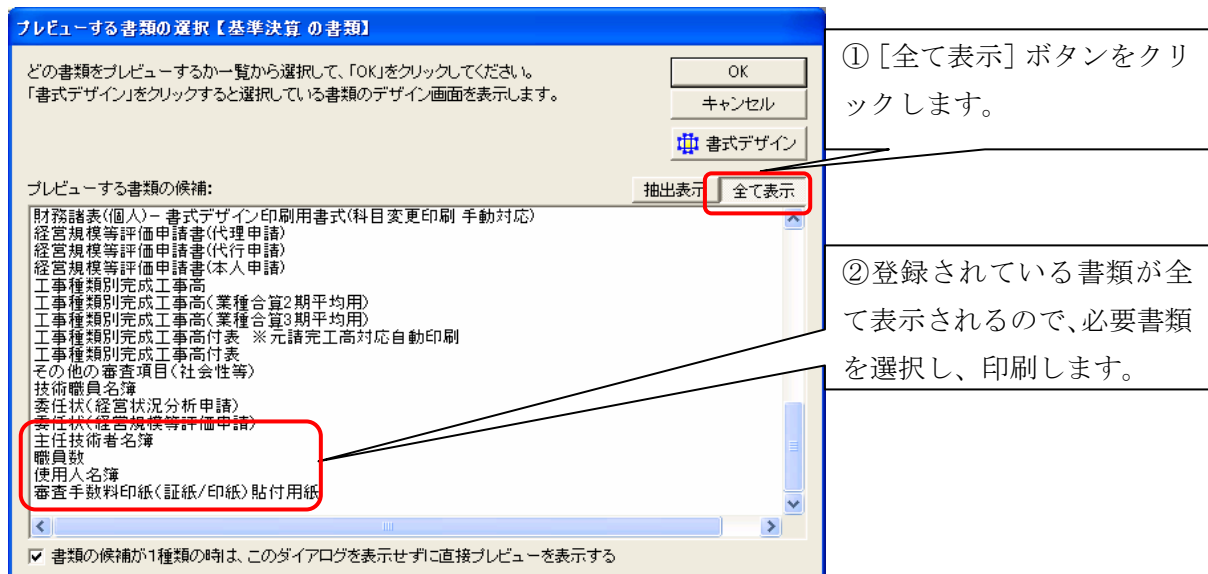 プレビューする書類の選択【基準決算 の書類】
どの書類をプレビューするか一覧から選択して、「OK」をクリックしてください。
「書式デザイン」をクリックすると選択している書類のデザイン画面を表示します。
OK
キャンセル
書式デザイン
プレビューする書類の候補:
抽出表示
全て表示
財務諸表(個人)- 書式デザイン印刷用書式(科目変更印刷 手動対応)
経営規模等評価申請書(代理申請)
経営規模等評価申請書(代行申請)
経営規模等評価申請書(本人申請)
工事種類別完成工事高
工事種類別完成工事高(業種合算2期平均用)
工事種類別完成工事高(業種合算3期平均用)
工事種類別完成工事高付表 ※元請完工高対応自動印刷
工事種類別完成工事高付表
その他の審査項目(社会性等)
技術職員名簿
委任状(経営状況分析申請)
委任状(経営規模等評価申請)
主任技術者名簿
職員数
使用人名簿
審査手数料印紙(証紙/印紙)貼付用紙
書類の候補が1種類の時は、このダイアログを表示せずに直接プレビューを表示する
①[全て表示]ボタンをクリ
ックします。
②登録されている書類が全
て表示されるので、必要書類
を選択し、印刷します。